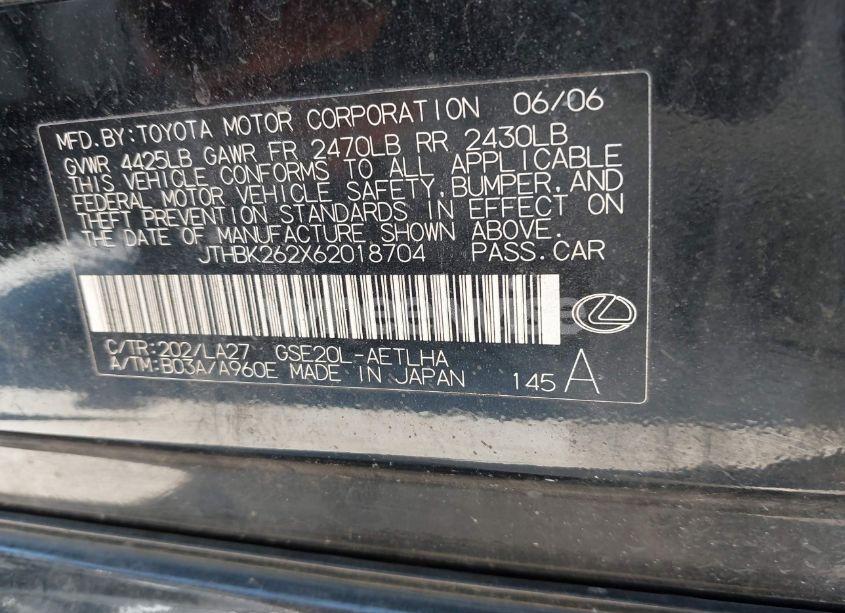 MFD.BY:TOYOTA MOTOR CORPORATION 06/06
GVWR 4425LB GAWR FR 2470LB RR 2430LB
THIS VEHICLE CONFORMS TO ALL APPLICABLE
FEDERAL MOTOR VEHICLE SAFETY,BUMPER,AND
THEFT PREVENTION STANDARDS IN EFFECT ON
THE DATE OF MANUFACTURE SHOWN ABOVE.
JTHBK262X62018704 PASS.CAR
C/TR:202/LA27 GSE20L-AETLHA
A/TM:B03A/A960E MADE IN JAPAN 145 A